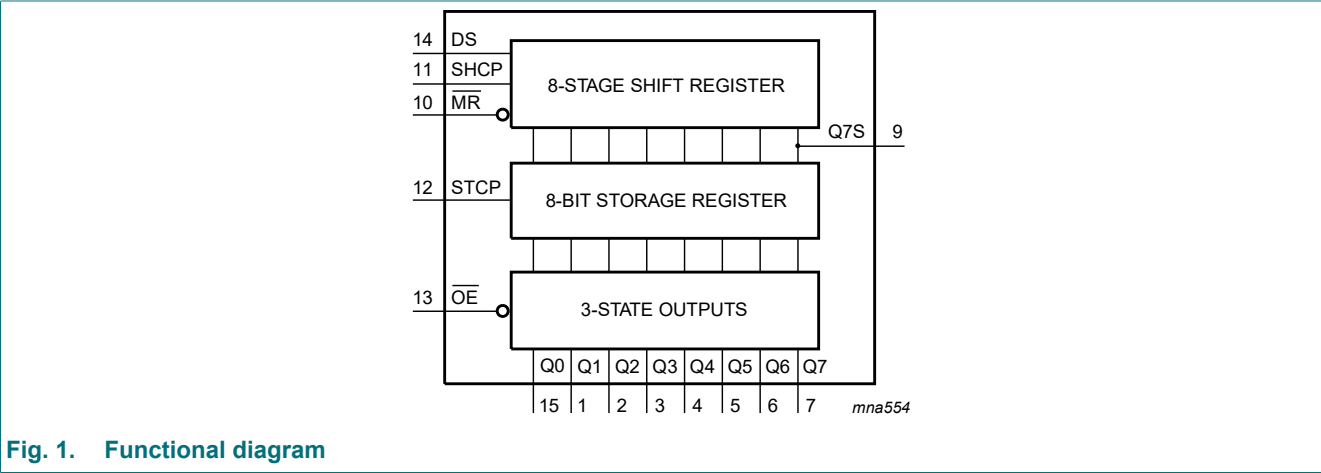 14 DS
11 SHCP
8-STAGE SHIFT REGISTER
10 MR
Q7S 9
12 STCP
8-BIT STORAGE REGISTER
13 OE
3-STATE OUTPUTS
Q0 Q1 Q2 Q3 Q4 Q5 Q6 Q7
15 1 2 3 4 5 6 7 mna554
Fig. 1. Functional diagram